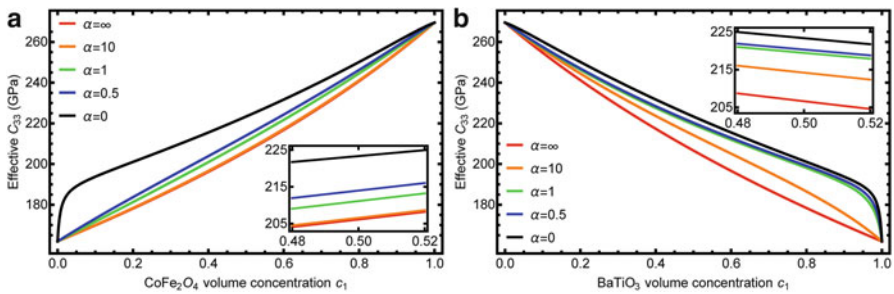 a
α=∞
α=10
α=1
α=0.5
α=0
Effective C33 (GPa)
260
240
220
200
180
225
215
205
0.48 0.50 0.52
0.0 0.2 0.4 0.6 0.8 1.0
CoFe2O4 volume concentration c1
b
Effective C33 (GPa)
260
240
220
200
180
225
215
205
0.48 0.50 0.52
α=∞
α=10
α=1
α=0.5
α=0
0.0 0.2 0.4 0.6 0.8 1.0
BaTiO3 volume concentration c1